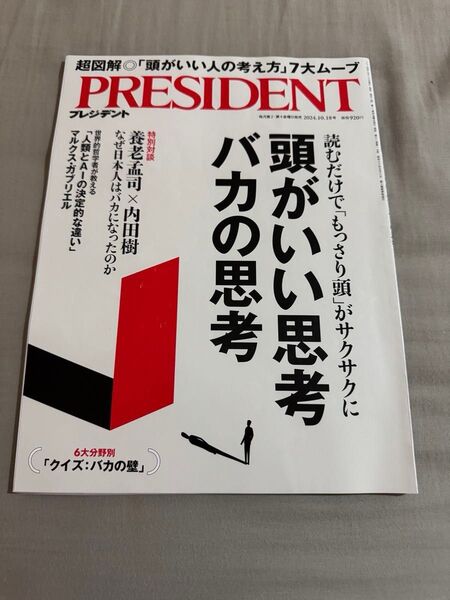 超図解◎「頭がいい人の考え方」7大ムーブ
PRESIDENT
プレジデント
2024.10.18号
920円
読むだけで「もっさり頭」がサクサクに
頭がいい思考
バカの思考
特別対談
養老孟司×内田樹
なぜ日本人はバカになったのか
世界的哲学者が教える
「人類とAIの決定的な違い」
マルクス・ガブリエル
6大分野別
「クイズ:バカの壁」